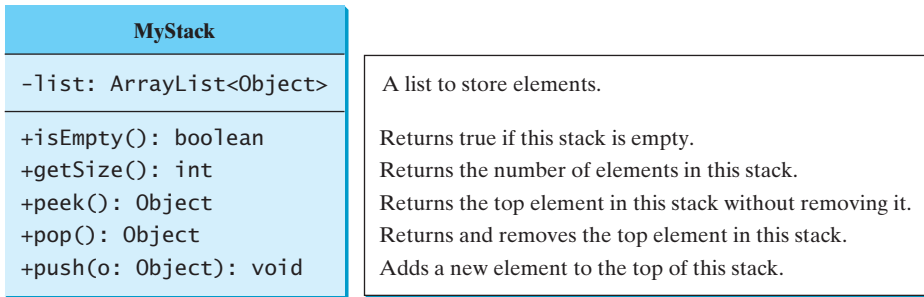 MyStack
-list: ArrayList<Object>
A list to store elements.
+isEmpty(): boolean
Returns true if this stack is empty.
+getSize(): int
Returns the number of elements in this stack.
+peek(): Object
Returns the top element in this stack without removing it.
+pop(): Object
Returns and removes the top element in this stack.
+push(o: Object): void
Adds a new element to the top of this stack.